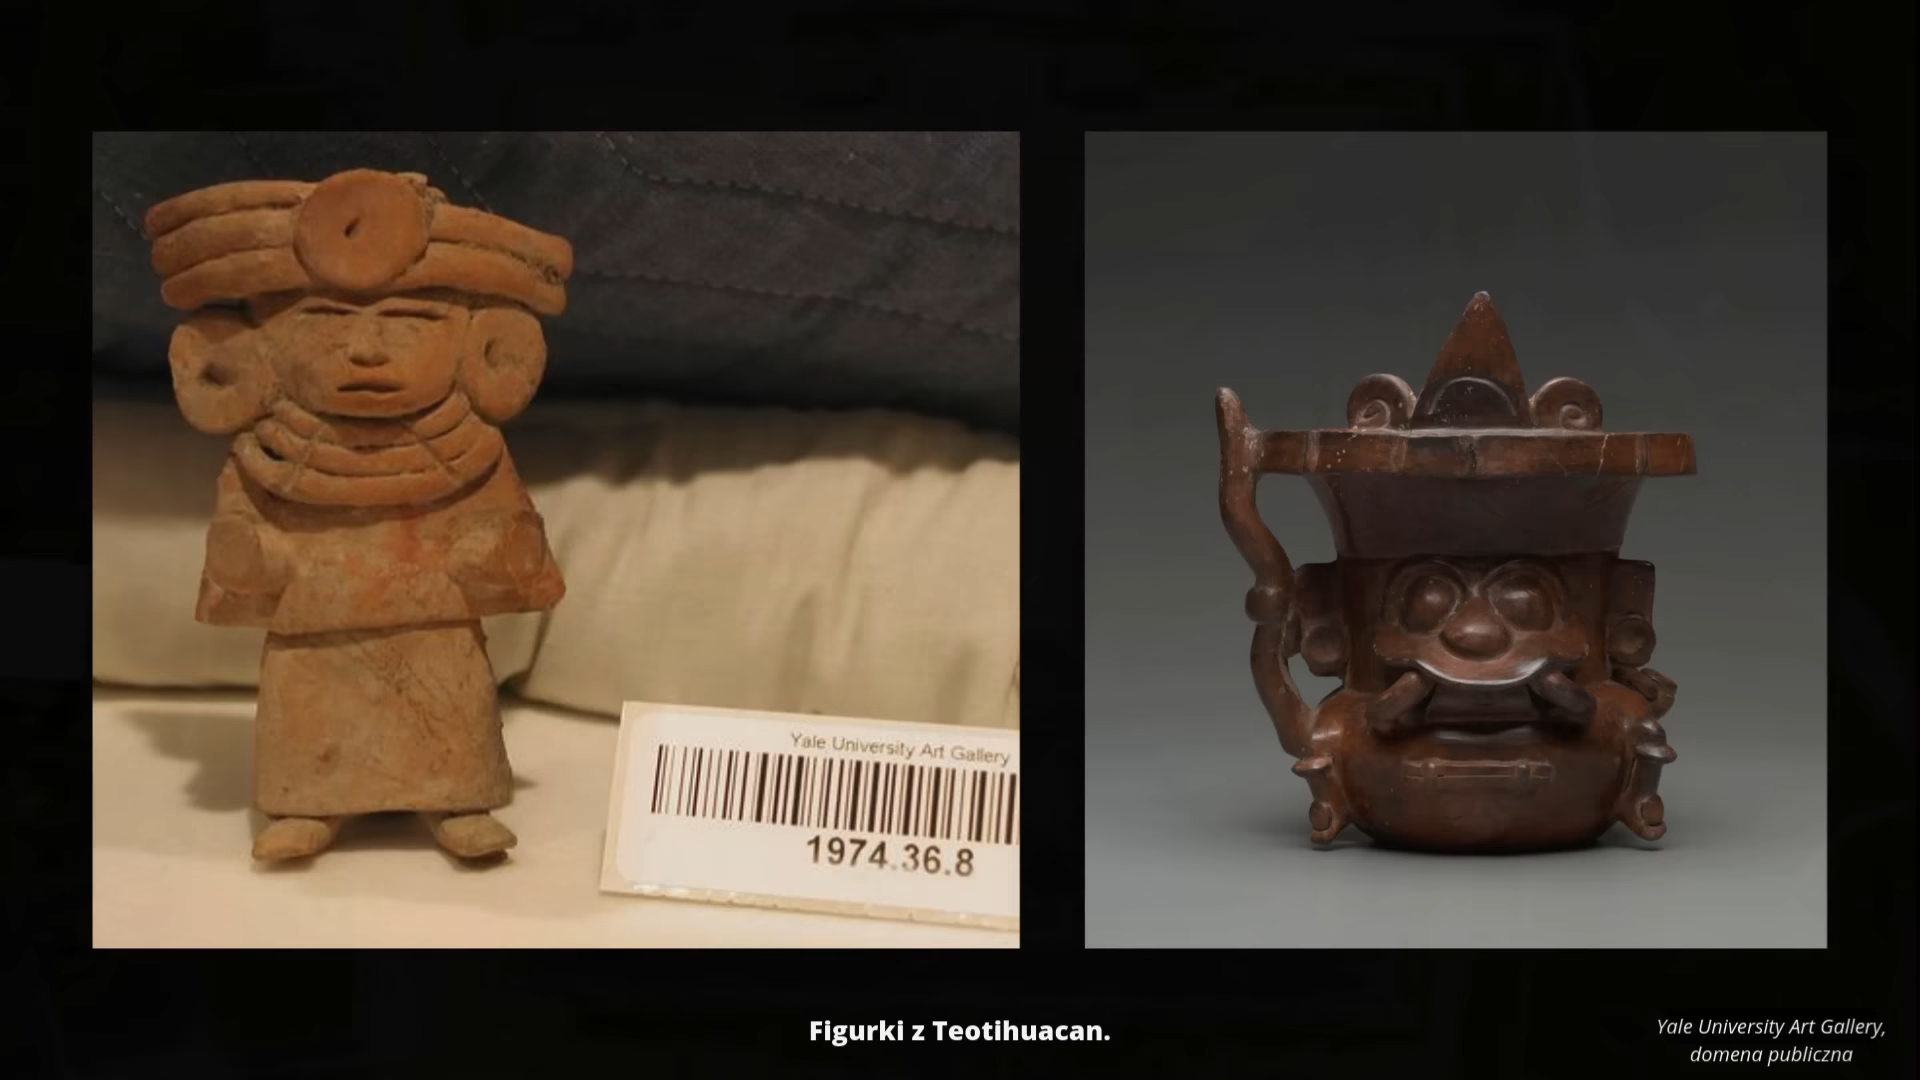 Yale University Art Gallery
1974.36.8
Figurki z Teotihuacan.
Yale University Art Gallery,
domena publiczna